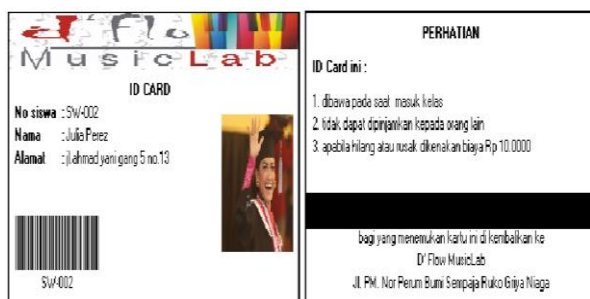 d' flo
MusicLab
ID CARD
No siswa : SW-002
Nama : Julia Perez
Alamat : jl.ahmad yani gang 5 no.13
SW-002
PERHATIAN
ID Card ini :
1. dibawa pada saat masuk kelas
2. tidak dapat dipinjamkan kepada orang lain
3. apabila hilang atau rusak dikenakan biaya Rp 10.0000
bagi yang menemukan kartu ini di kembalikan ke
D' Flow MusicLab
Jl. PM. Nor Perum Bumi Sempaja Ruko Griya Niaga